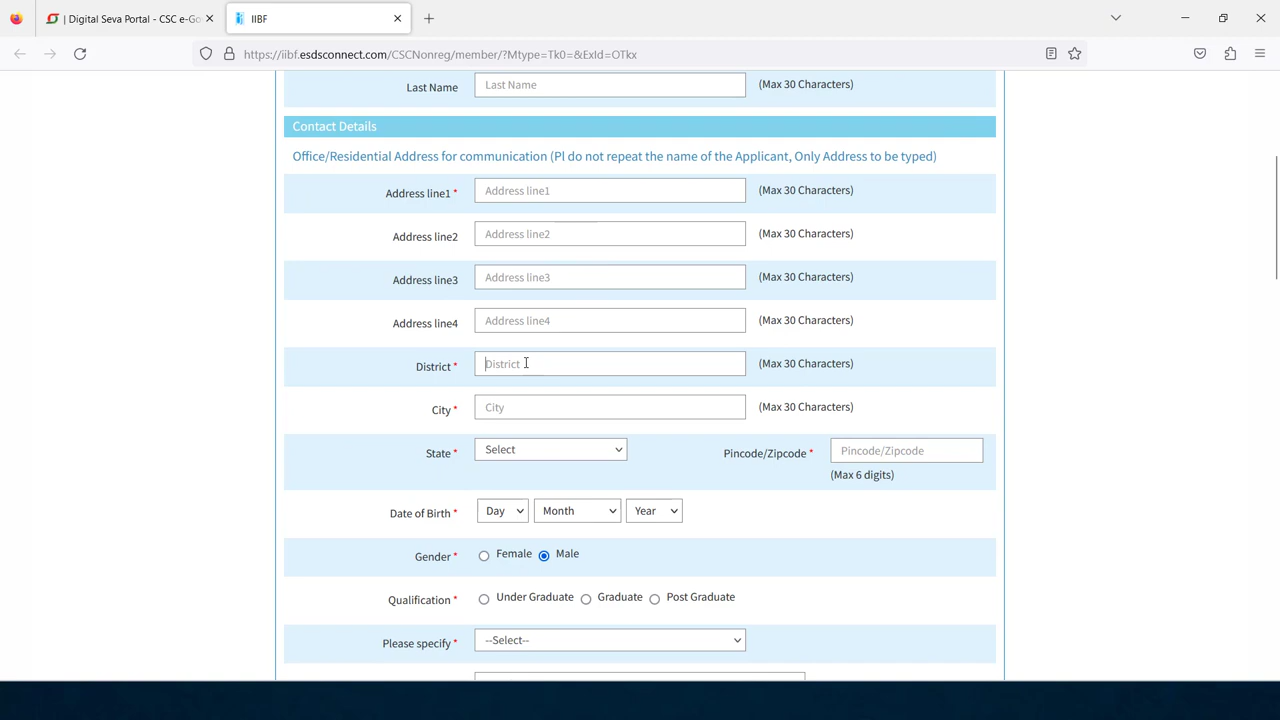 | Digital Seva Portal - CSC e-Go
IIBF
https://iibf.esdsconnect.com/CSCNonreg/member/?Mtype=Tk0=&ExId=OTkx
Last Name Last Name (Max 30 Characters)
Contact Details
Office/Residential Address for communication (Pl do not repeat the name of the Applicant, Only Address to be typed)
Address line1 * Address line1 (Max 30 Characters)
Address line2 Address line2 (Max 30 Characters)
Address line3 Address line3 (Max 30 Characters)
Address line4 Address line4 (Max 30 Characters)
District * District (Max 30 Characters)
City * City (Max 30 Characters)
State * Select Pincode/Zipcode * Pincode/Zipcode
(Max 6 digits)
Date of Birth * Day Month Year
Gender * Female Male
Qualification * Under Graduate Graduate Post Graduate
Please specify * --Select--